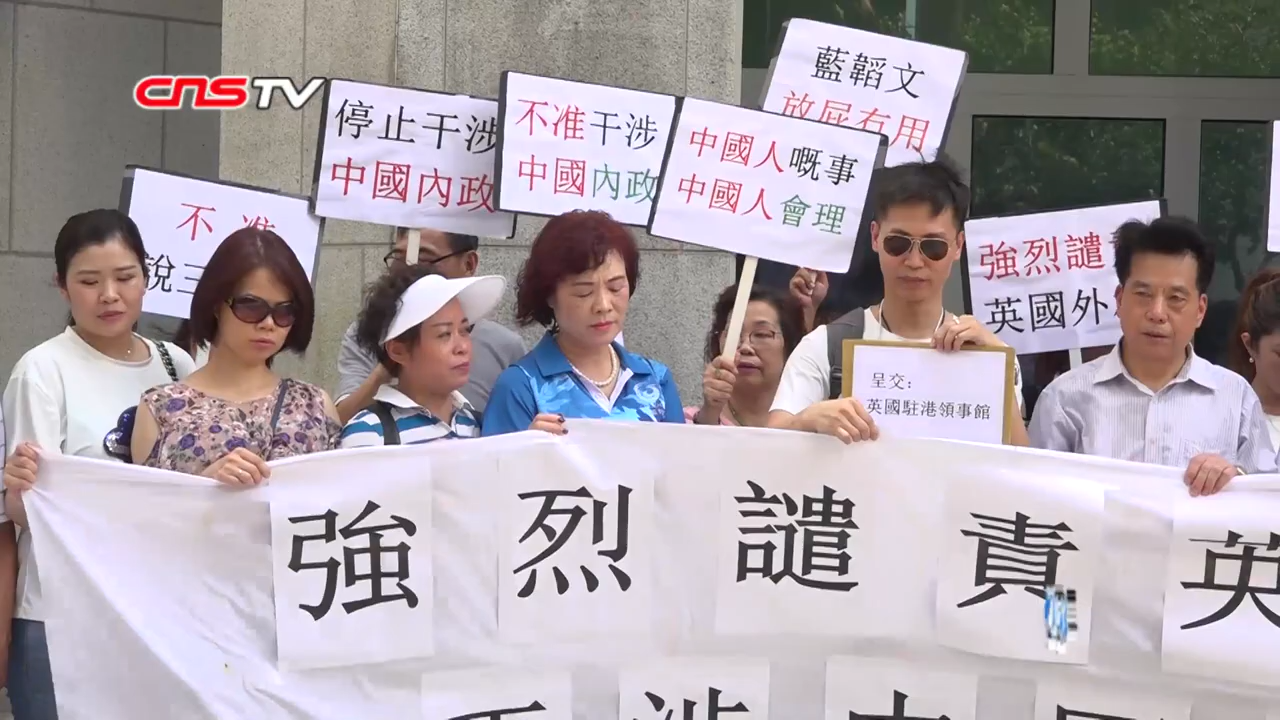 CNSTV
藍韜文
放屁冇用
停止干涉
中國內政
不准干涉
中國內政
中國人嘅事
中國人會理
不准
說三
強烈譴
英國外
呈交：
英國駐港領事館
強烈譴責英
涉